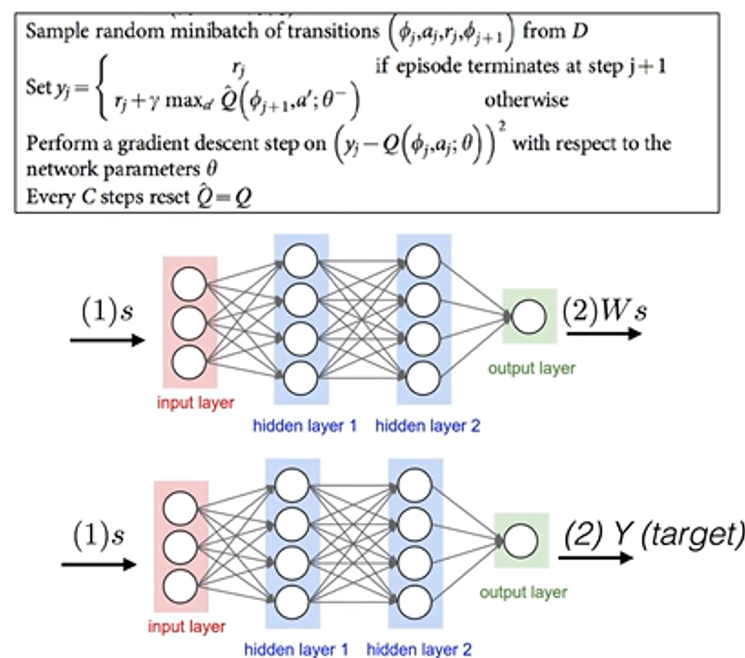 Sample random minibatch of transitions (ϕj,aj,rj,ϕj+1) from D
Set yj = { rj if episode terminates at step j+1
rj + γ maxa′ Q̂(ϕj+1,a′; θ⁻) otherwise
Perform a gradient descent step on (yj − Q(ϕj,aj; θ))² with respect to the
network parameters θ
Every C steps reset Q̂ = Q
(1)s
(2)Ws
input layer
output layer
hidden layer 1
hidden layer 2
(1)s
(2) Y (target)
input layer
output layer
hidden layer 1
hidden layer 2